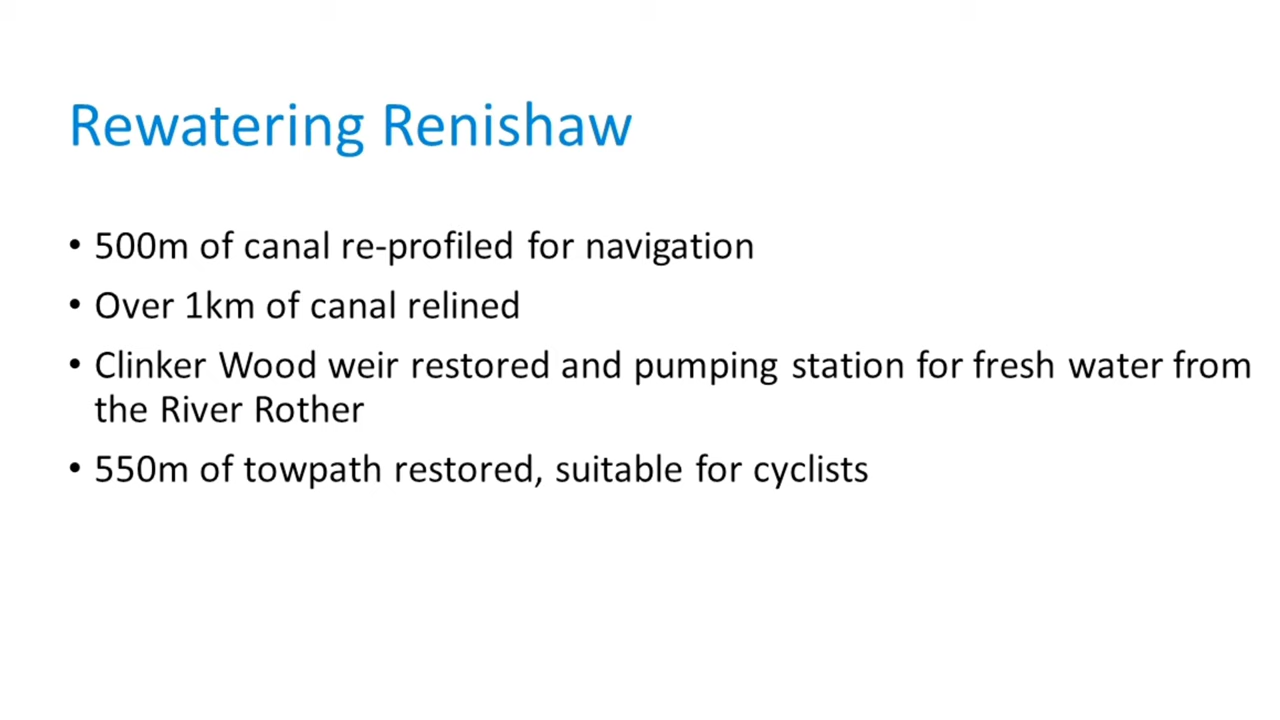 Rewatering Renishaw
• 500m of canal re-profiled for navigation
• Over 1km of canal relined
• Clinker Wood weir restored and pumping station for fresh water from
the River Rother
• 550m of towpath restored, suitable for cyclists